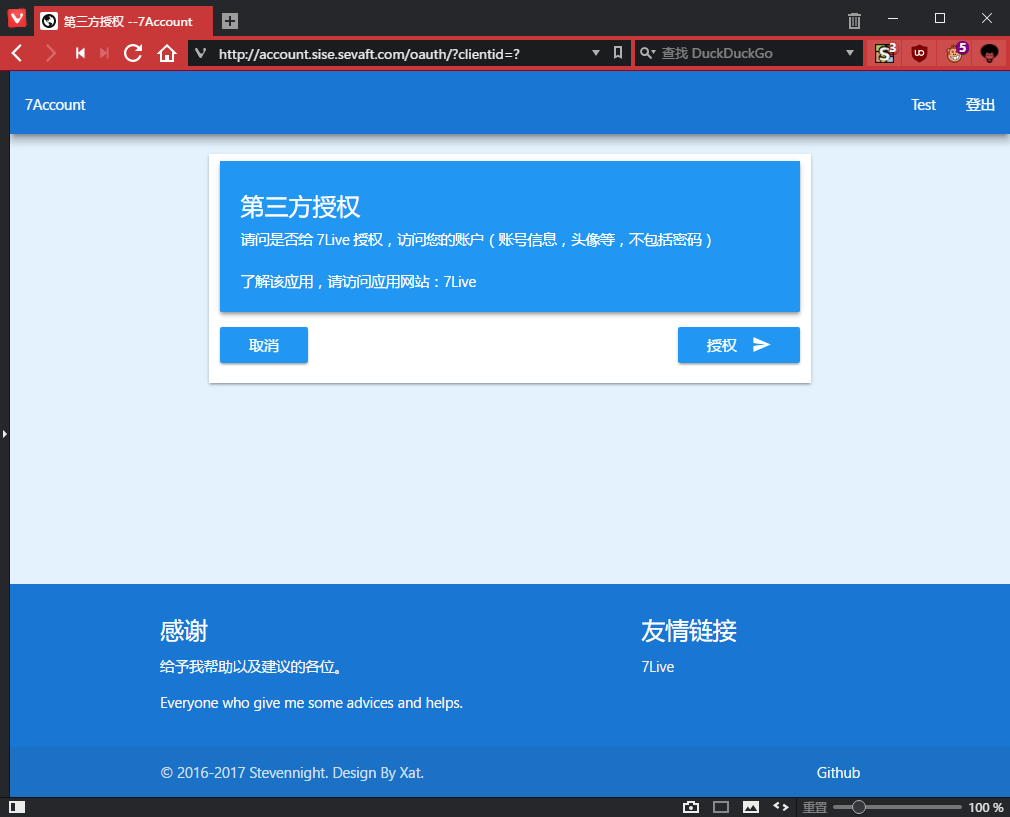 第三方授权 --7Account
http://account.sise.sevaft.com/oauth/?clientid=?
查找 DuckDuckGo
S 3
UD
5
7Account
Test
登出
第三方授权
请问是否给 7Live 授权，访问您的账户（账号信息，头像等，不包括密码）
了解该应用，请访问应用网站：7Live
取消
授权
感谢
给予我帮助以及建议的各位。
Everyone who give me some advices and helps.
友情链接
7Live
© 2016-2017 Stevennight. Design By Xat.
Github
重置
100 %